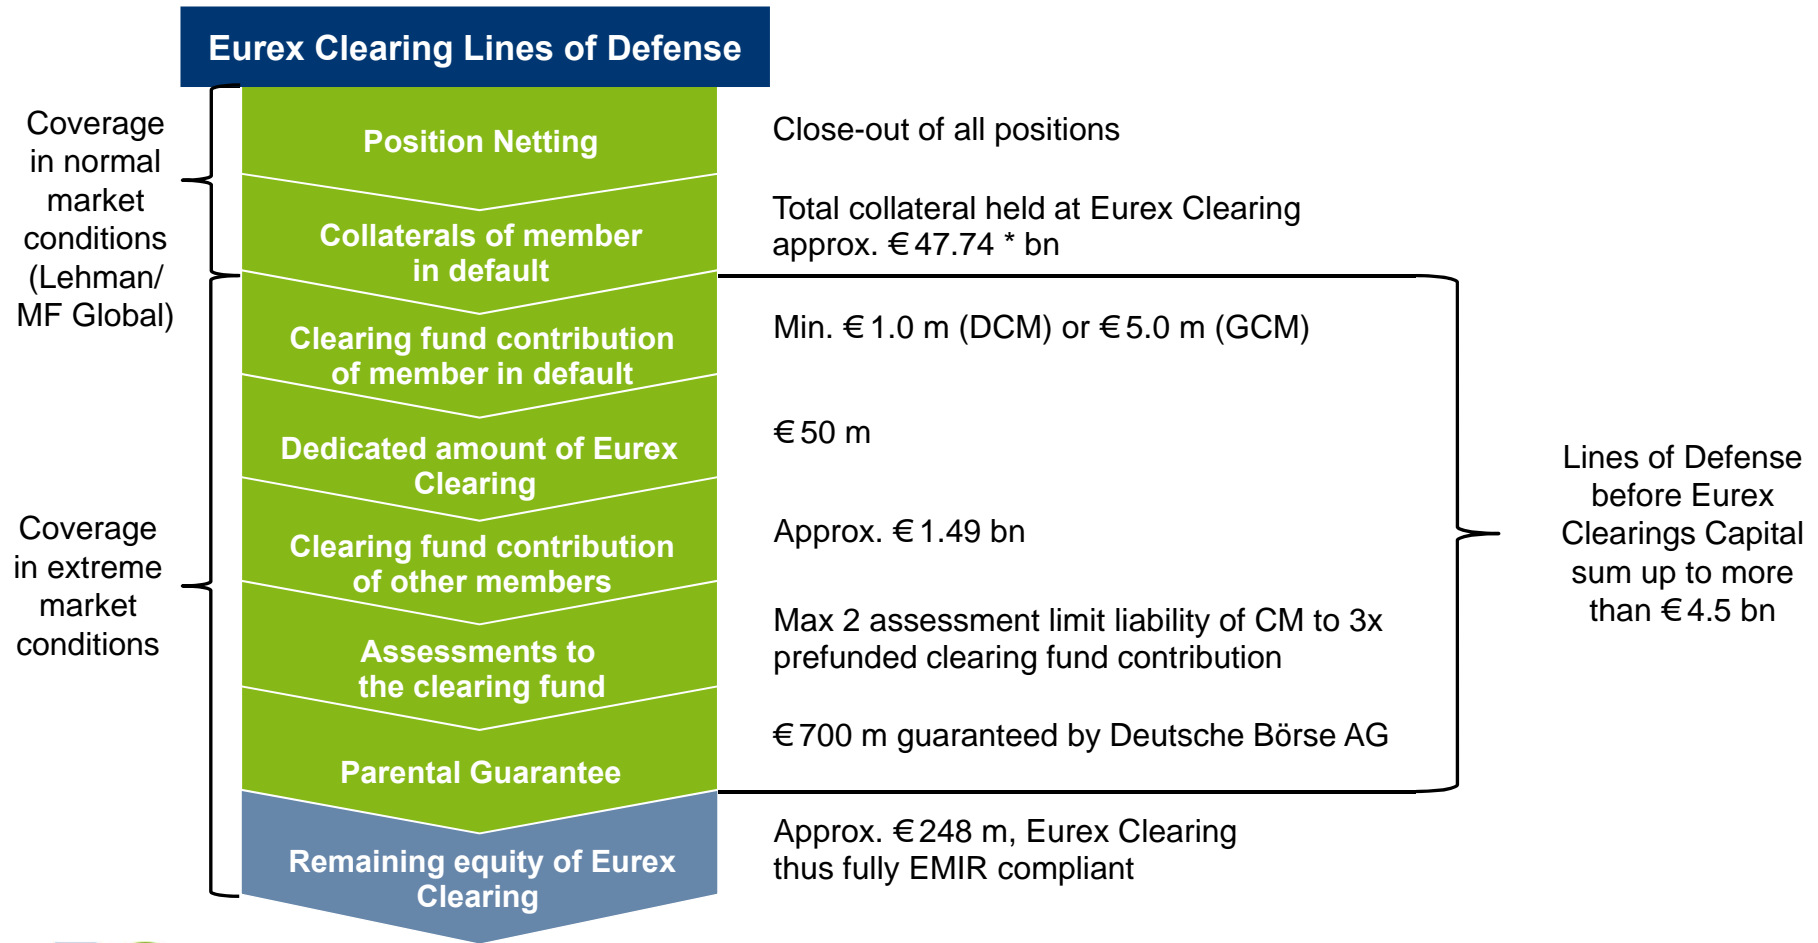 Eurex Clearing Lines of Defense
Coverage
in normal
market
conditions
(Lehman/
MF Global)
Position Netting
Close-out of all positions
Collaterals of member
in default
Total collateral held at Eurex Clearing
approx. € 47.74 * bn
Clearing fund contribution
of member in default
Min. € 1.0 m (DCM) or € 5.0 m (GCM)
Dedicated amount of Eurex
Clearing
€ 50 m
Coverage
in extreme
market
conditions
Clearing fund contribution
of other members
Approx. € 1.49 bn
Assessments to
the clearing fund
Max 2 assessment limit liability of CM to 3x
prefunded clearing fund contribution
Parental Guarantee
€ 700 m guaranteed by Deutsche Börse AG
Lines of Defense
before Eurex
Clearings Capital
sum up to more
than € 4.5 bn
Remaining equity of Eurex
Clearing
Approx. € 248 m, Eurex Clearing
thus fully EMIR compliant